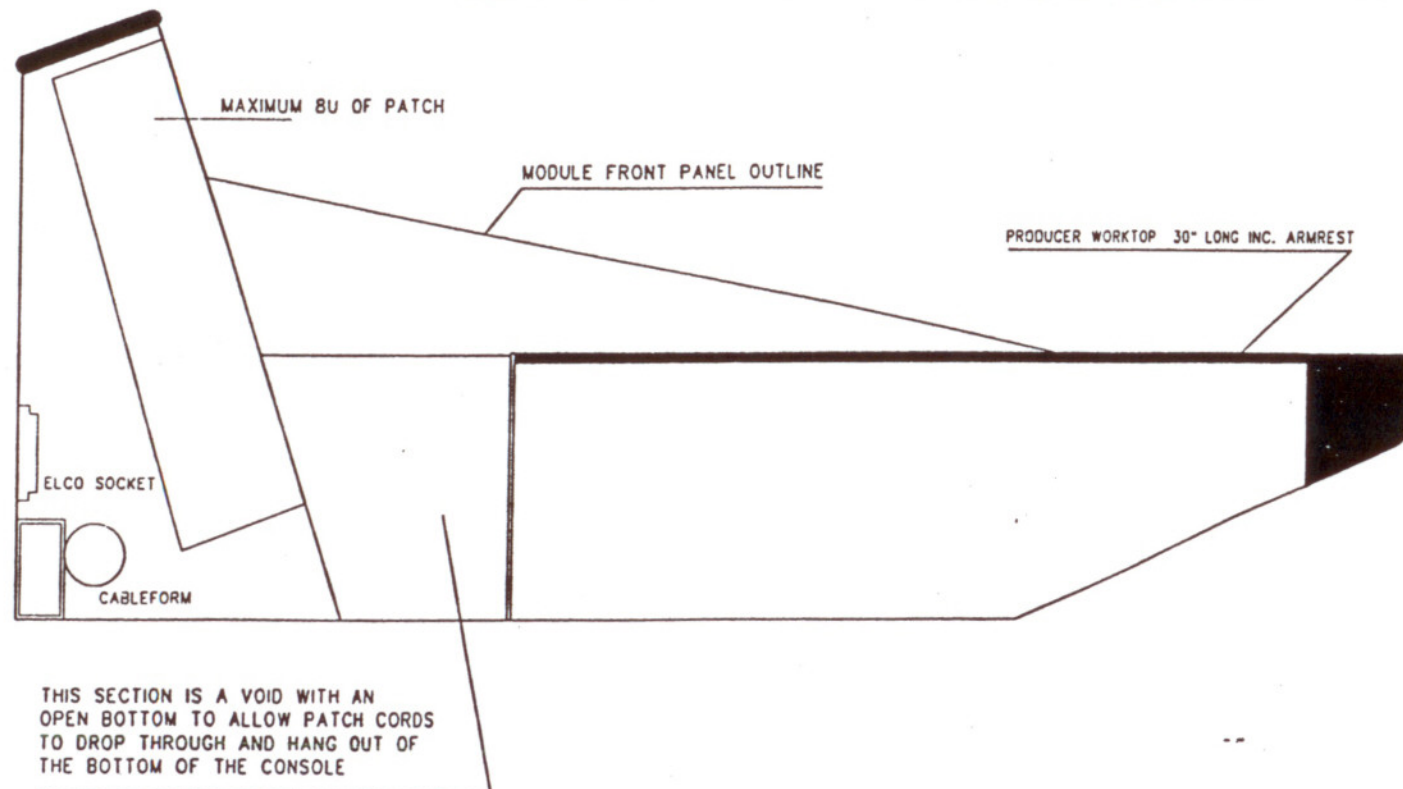 MAXIMUM 8U OF PATCH
MODULE FRONT PANEL OUTLINE
PRODUCER WORKTOP 30" LONG INC. ARMREST
ELCO SOCKET
CABLEFORM
THIS SECTION IS A VOID WITH AN
OPEN BOTTOM TO ALLOW PATCH CORDS
TO DROP THROUGH AND HANG OUT OF
THE BOTTOM OF THE CONSOLE